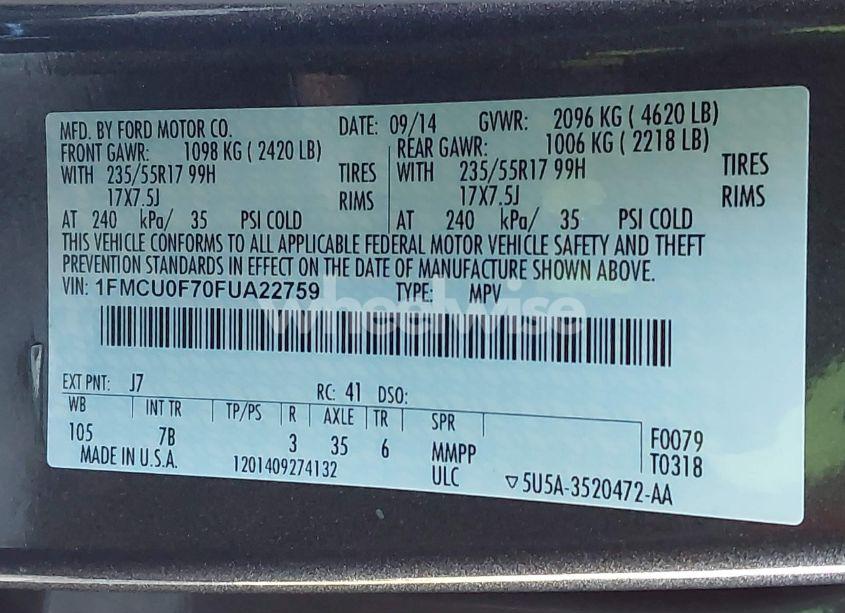 MFD. BY FORD MOTOR CO. DATE: 09/14 GVWR: 2096 KG ( 4620 LB)
FRONT GAWR: 1098 KG ( 2420 LB) REAR GAWR: 1006 KG ( 2218 LB)
WITH 235/55R17 99H TIRES WITH 235/55R17 99H TIRES
17X7.5J RIMS 17X7.5J RIMS
AT 240 kPa/ 35 PSI COLD AT 240 kPa/ 35 PSI COLD
THIS VEHICLE CONFORMS TO ALL APPLICABLE FEDERAL MOTOR VEHICLE SAFETY AND THEFT
PREVENTION STANDARDS IN EFFECT ON THE DATE OF MANUFACTURE SHOWN ABOVE.
VIN: 1FMCU0F70FUA22759 TYPE: MPV
wheelwise
EXT PNT: J7 RC: 41 DSO:
WB INT TR TP/PS R AXLE TR SPR
105 7B 3 35 6 MMPP F0079
MADE IN U.S.A. 1201409274132 ULC T0318
▽5U5A-3520472-AA